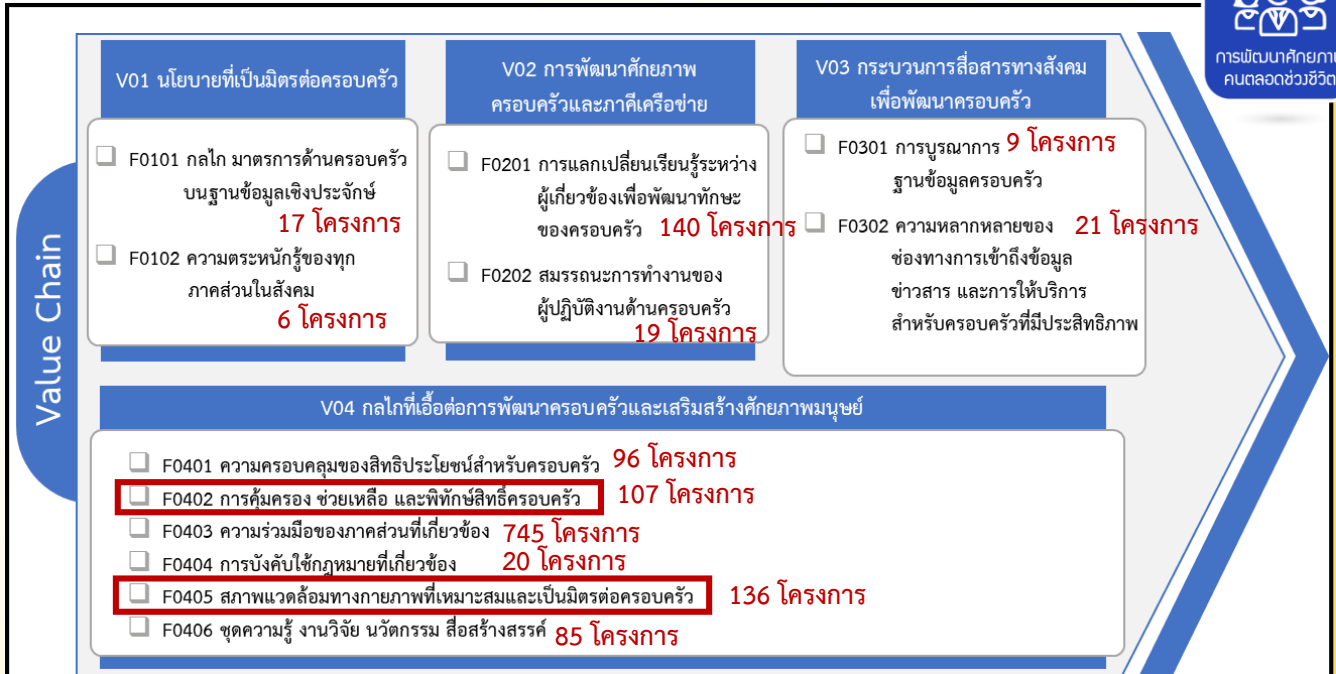 การพัฒนาศักยภาพ
คนตลอดช่วงชีวิต
Value Chain
V01 นโยบายที่เป็นมิตรต่อครอบครัว
F0101 กลไก มาตรการด้านครอบครัว
บนฐานข้อมูลเชิงประจักษ์
17 โครงการ
F0102 ความตระหนักรู้ของทุก
ภาคส่วนในสังคม
6 โครงการ
V02 การพัฒนาศักยภาพ
ครอบครัวและภาคีเครือข่าย
F0201 การแลกเปลี่ยนเรียนรู้ระหว่าง
ผู้เกี่ยวข้องเพื่อพัฒนาทักษะ
ของครอบครัว 140 โครงการ
F0202 สมรรถนะการทำงานของ
ผู้ปฏิบัติงานด้านครอบครัว
19 โครงการ
V03 กระบวนการสื่อสารทางสังคม
เพื่อพัฒนาครอบครัว
F0301 การบูรณาการ 9 โครงการ
ฐานข้อมูลครอบครัว
F0302 ความหลากหลายของ 21 โครงการ
ช่องทางการเข้าถึงข้อมูล
ข่าวสาร และการให้บริการ
สำหรับครอบครัวที่มีประสิทธิภาพ
V04 กลไกที่เอื้อต่อการพัฒนาครอบครัวและเสริมสร้างศักยภาพมนุษย์
F0401 ความครอบคลุมของสิทธิประโยชน์สำหรับครอบครัว 96 โครงการ
F0402 การคุ้มครอง ช่วยเหลือ และพิทักษ์สิทธิ์ครอบครัว 107 โครงการ
F0403 ความร่วมมือของภาคส่วนที่เกี่ยวข้อง 745 โครงการ
F0404 การบังคับใช้กฎหมายที่เกี่ยวข้อง 20 โครงการ
F0405 สภาพแวดล้อมทางกายภาพที่เหมาะสมและเป็นมิตรต่อครอบครัว 136 โครงการ
F0406 ชุดความรู้ งานวิจัย นวัตกรรม สื่อสร้างสรรค์ 85 โครงการ